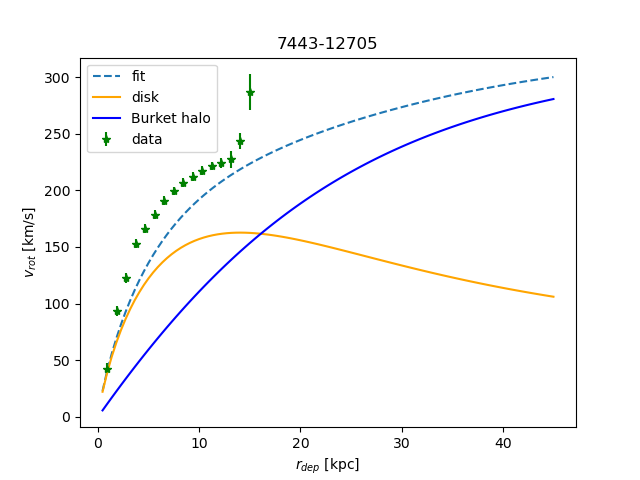 7443-12705
fit
disk
Burket halo
data
300
250
200
150
100
50
0
v_rot [km/s]
0 10 20 30 40
r_dep [kpc]